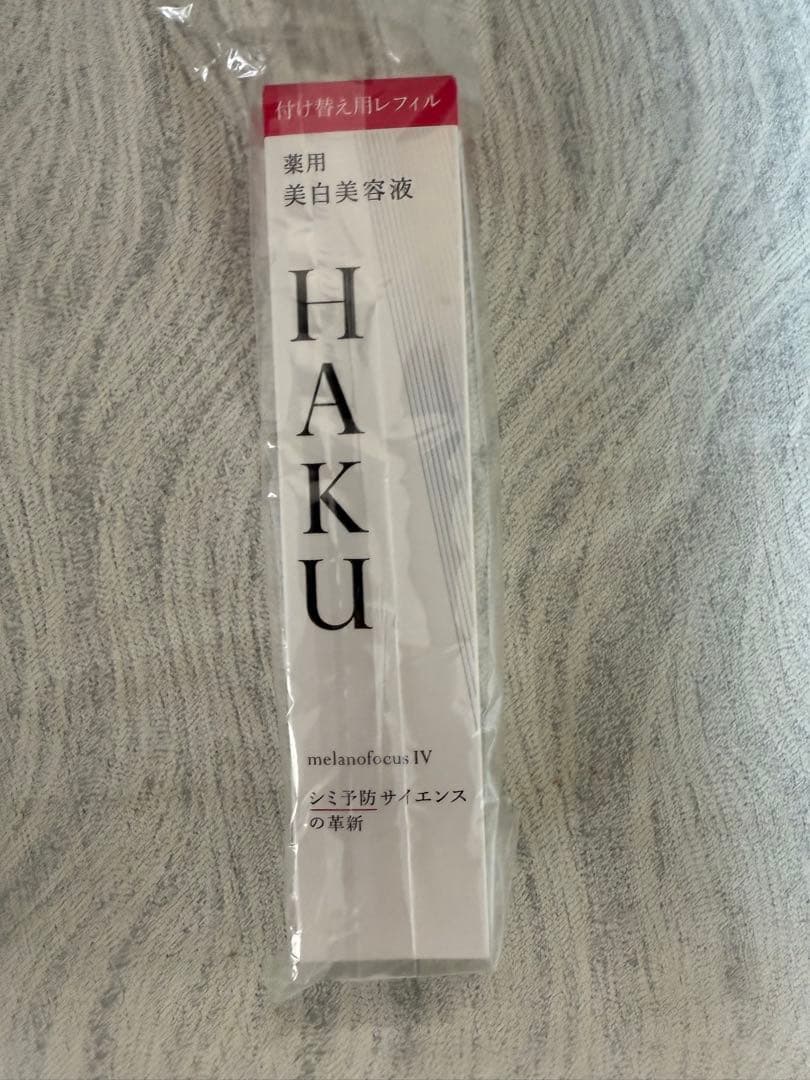 付け替え用レフィル
薬用
美白美容液
HAKU
melanofocus IV
シミ予防サイエンス
の革新